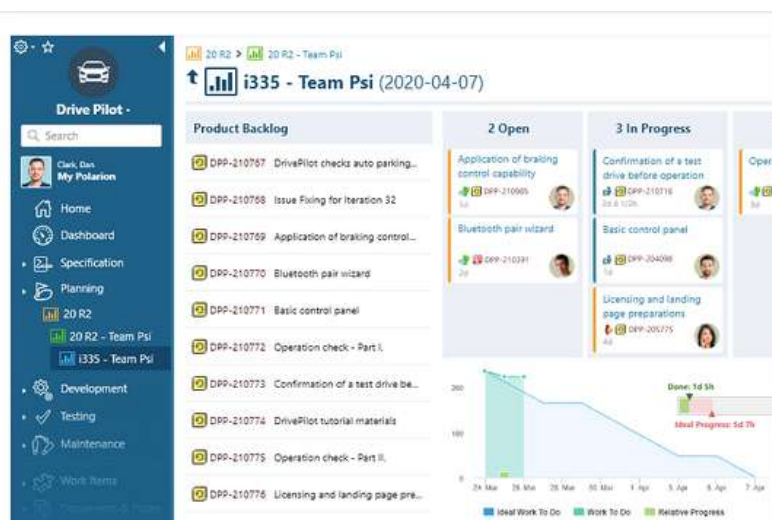 Drive Pilot
Search
Clark, Dan
My Polarion
Home
Dashboard
Specification
Planning
20 R2
20 R2 - Team Psi
i335 - Team Psi
Development
Testing
Maintenance
Work Items
20 R2 > 20 R2 - Team Psi
i335 - Team Psi (2020-04-07)
Product Backlog
DPP-210767 DrivePilot checks auto parking...
DPP-210768 Issue Fixing for Iteration 32
DPP-210769 Application of braking control...
DPP-210770 Bluetooth pair wizard
DPP-210771 Basic control panel
DPP-210772 Operation check - Part I.
DPP-210773 Confirmation of a test drive be...
DPP-210774 DrivePilot tutorial materials
DPP-210775 Operation check - Part II.
DPP-210776 Licensing and landing page pre...
2 Open
Application of braking
control capability
DPP-210965
Bluetooth pair wizard
DPP-210391
2d
3 In Progress
Confirmation of a test
drive before operation
DPP-210716
Basic control panel
DPP-204098
1d
Licensing and landing
page preparations
DPP-205775
4d
Oper
3d
200
100
0
Done: 1d 5h
Ideal Progress: 5d 7h
26. Mar
28. Mar
30. Mar
1. Apr
5. Apr
7. Apr
Ideal Work To Do
Work To Do
Relative Progress